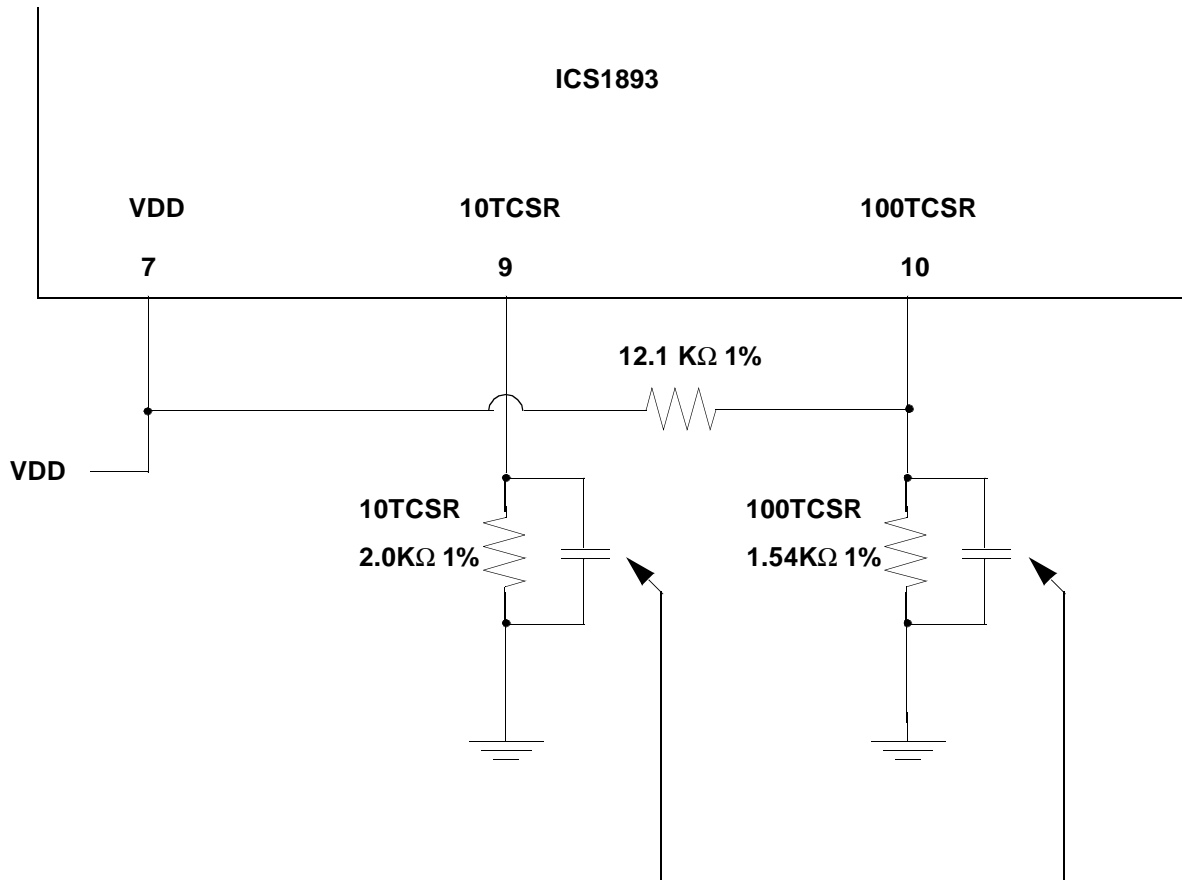 ICS1893
VDD 10TCSR 100TCSR
7 9 10
12.1 KΩ 1%
VDD
10TCSR 100TCSR
2.0KΩ 1% 1.54KΩ 1%